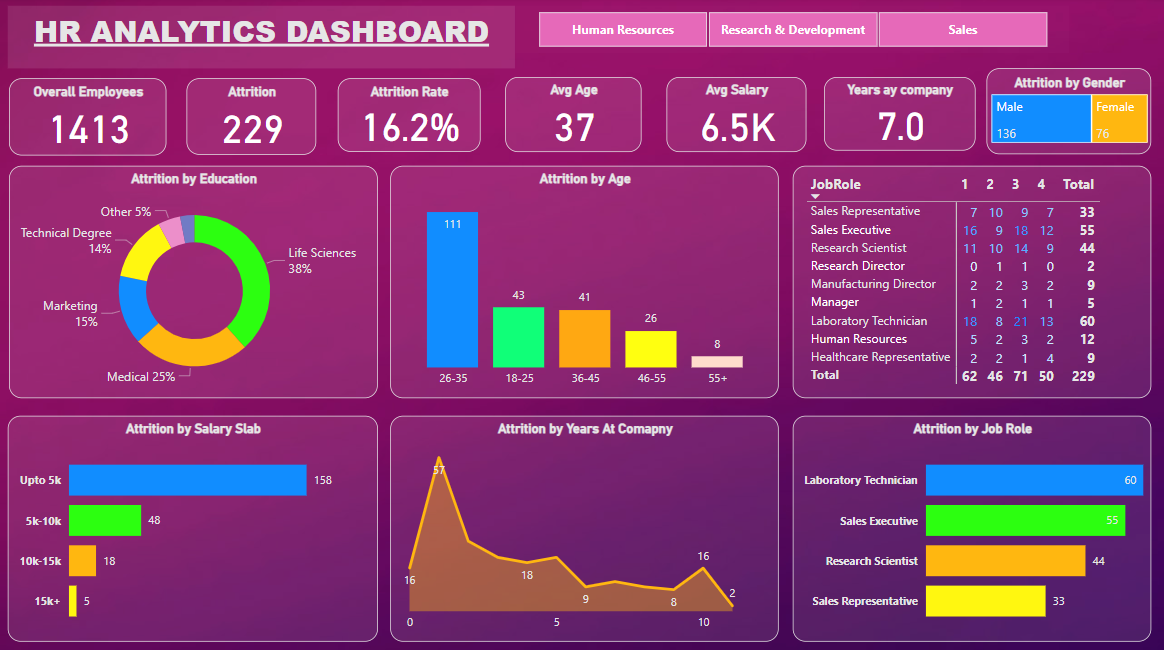 HR ANALYTICS DASHBOARD
Human Resources
Research & Development
Sales
Overall Employees
1413
Attrition
229
Attrition Rate
16.2%
Avg Age
37
Avg Salary
6.5K
Years ay company
7.0
Attrition by Gender
Male
136
Female
76
Attrition by Education
Other 5%
Technical Degree
14%
Life Sciences
38%
Marketing
15%
Medical 25%
Attrition by Age
111
43
41
26
8
26-35 18-25 36-45 46-55 55+
JobRole 1 2 3 4 Total
Sales Representative 7 10 9 7 33
Sales Executive 16 9 18 12 55
Research Scientist 11 10 14 9 44
Research Director 0 1 1 0 2
Manufacturing Director 2 2 3 2 9
Manager 1 2 1 1 5
Laboratory Technician 18 8 21 13 60
Human Resources 5 2 3 2 12
Healthcare Representative 2 2 1 4 9
Total 62 46 71 50 229
Attrition by Salary Slab
Upto 5k 158
5k-10k 48
10k-15k 18
15k+ 5
Attrition by Years At Comapny
57
16
18
9
8
16
2
0 5 10
Attrition by Job Role
Laboratory Technician 60
Sales Executive 55
Research Scientist 44
Sales Representative 33